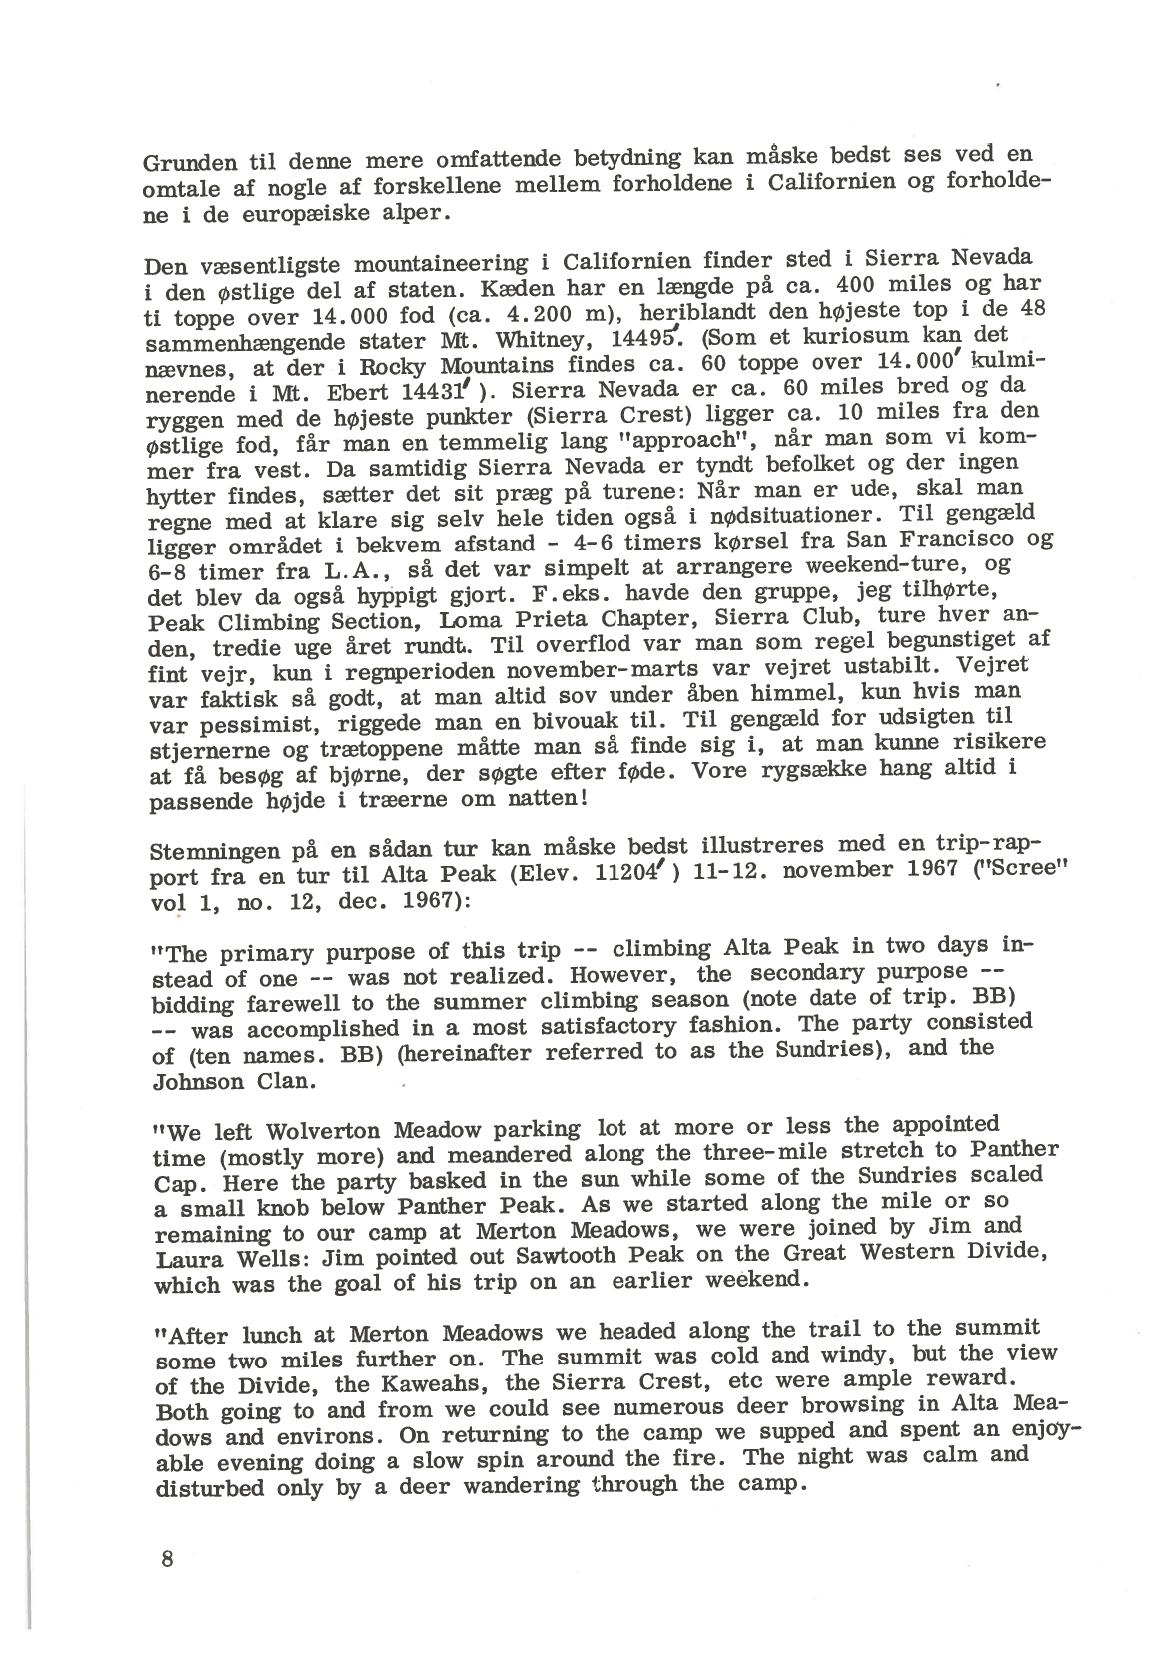 Grunden til denne mere omfattende betydning kan måske bedst ses ved en
omtale af nogle af forskellene mellem forholdene i Californien og forholde-
ne i de europæiske alper.
Den væsentligste mountaineering i Californien finder sted i Sierra Nevada
i den østlige del af staten. Kæden har en længde på ca. 400 miles og har
ti toppe over 14.000 fod (ca. 4.200 m), heriblandt den højeste top i de 48
sammenhængende stater Mt. Whitney, 14495'. (Som et kuriosum kan det
nævnes, at der i Rocky Mountains findes ca. 60 toppe over 14.000' kulmi-
nerende i Mt. Ebert 14431' ). Sierra Nevada er ca. 60 miles bred og da
ryggen med de højeste punkter (Sierra Crest) ligger ca. 10 miles fra den
østlige fod, får man en temmelig lang "approach", når man som vi kom-
mer fra vest. Da samtidig Sierra Nevada er tyndt befolket og der ingen
hytter findes, sætter det sit præg på turene: Når man er ude, skal man
regne med at klare sig selv hele tiden også i nødsituationer. Til gengæld
ligger området i bekvem afstand - 4-6 timers kørsel fra San Francisco og
6-8 timer fra L.A., så det var simpelt at arrangere weekend-ture, og
det blev da også hyppigt gjort. F.eks. havde den gruppe, jeg tilhørte,
Peak Climbing Section, Loma Prieta Chapter, Sierra Club, ture hver an-
den, tredie uge året rundt. Til overflod var man som regel begunstiget af
fint vejr, kun i regnperioden november-marts var vejret ustabilt. Vejret
var faktisk så godt, at man altid sov under åben himmel, kun hvis man
var pessimist, riggede man en bivouak til. Til gengæld for udsigten til
stjernerne og trætoppene måtte man så finde sig i, at man kunne risikere
at få besøg af bjørne, der søgte efter føde. Vore rygsække hang altid i
passende højde i træerne om natten!
Stemningen på en sådan tur kan måske bedst illustreres med en trip-rap-
port fra en tur til Alta Peak (Elev. 11204' ) 11-12. november 1967 ("Scree"
vol 1, no. 12, dec. 1967):
"The primary purpose of this trip -- climbing Alta Peak in two days in-
stead of one -- was not realized. However, the secondary purpose --
bidding farewell to the summer climbing season (note date of trip. BB)
-- was accomplished in a most satisfactory fashion. The party consisted
of (ten names. BB) (hereinafter referred to as the Sundries), and the
Johnson Clan.
"We left Wolverton Meadow parking lot at more or less the appointed
time (mostly more) and meandered along the three-mile stretch to Panther
Cap. Here the party basked in the sun while some of the Sundries scaled
a small knob below Panther Peak. As we started along the mile or so
remaining to our camp at Merton Meadows, we were joined by Jim and
Laura Wells: Jim pointed out Sawtooth Peak on the Great Western Divide,
which was the goal of his trip on an earlier weekend.
"After lunch at Merton Meadows we headed along the trail to the summit
some two miles further on. The summit was cold and windy, but the view
of the Divide, the Kaweahs, the Sierra Crest, etc were ample reward.
Both going to and from we could see numerous deer browsing in Alta Mea-
dows and environs. On returning to the camp we supped and spent an enjoy-
able evening doing a slow spin around the fire. The night was calm and
disturbed only by a deer wandering through the camp.
8